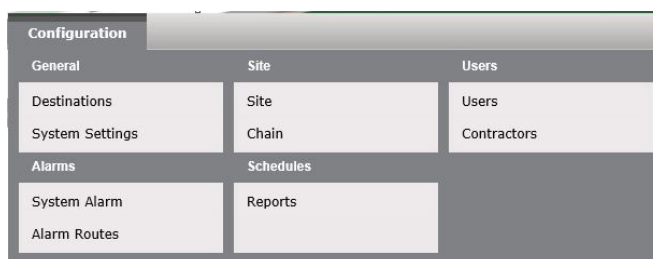 Configuration
General Site Users
Destinations Site Users
System Settings Chain Contractors
Alarms Schedules
System Alarm Reports
Alarm Routes